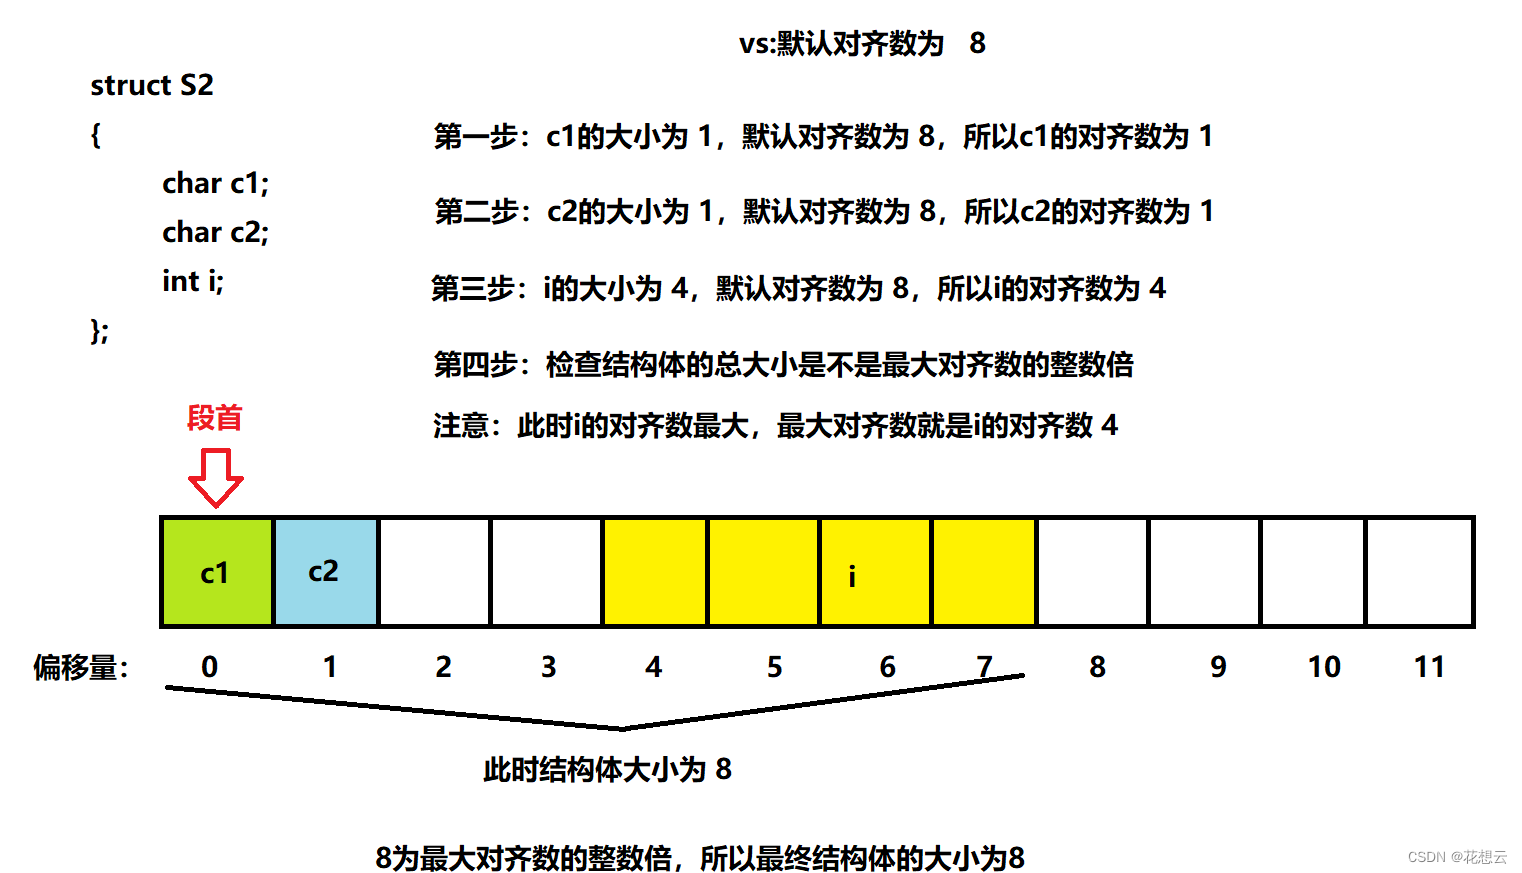 vs:默认对齐数为 8
struct S2
{
char c1;
char c2;
int i;
};
第一步：c1的大小为 1，默认对齐数为 8，所以c1的对齐数为 1
第二步：c2的大小为 1，默认对齐数为 8，所以c2的对齐数为 1
第三步：i的大小为 4，默认对齐数为 8，所以i的对齐数为 4
第四步：检查结构体的总大小是不是最大对齐数的整数倍
注意：此时i的对齐数最大，最大对齐数就是i的对齐数 4
段首
c1 c2 i
偏移量： 0 1 2 3 4 5 6 7 8 9 10 11
此时结构体大小为 8
8为最大对齐数的整数倍，所以最终结构体的大小为8
CSDN @花想云